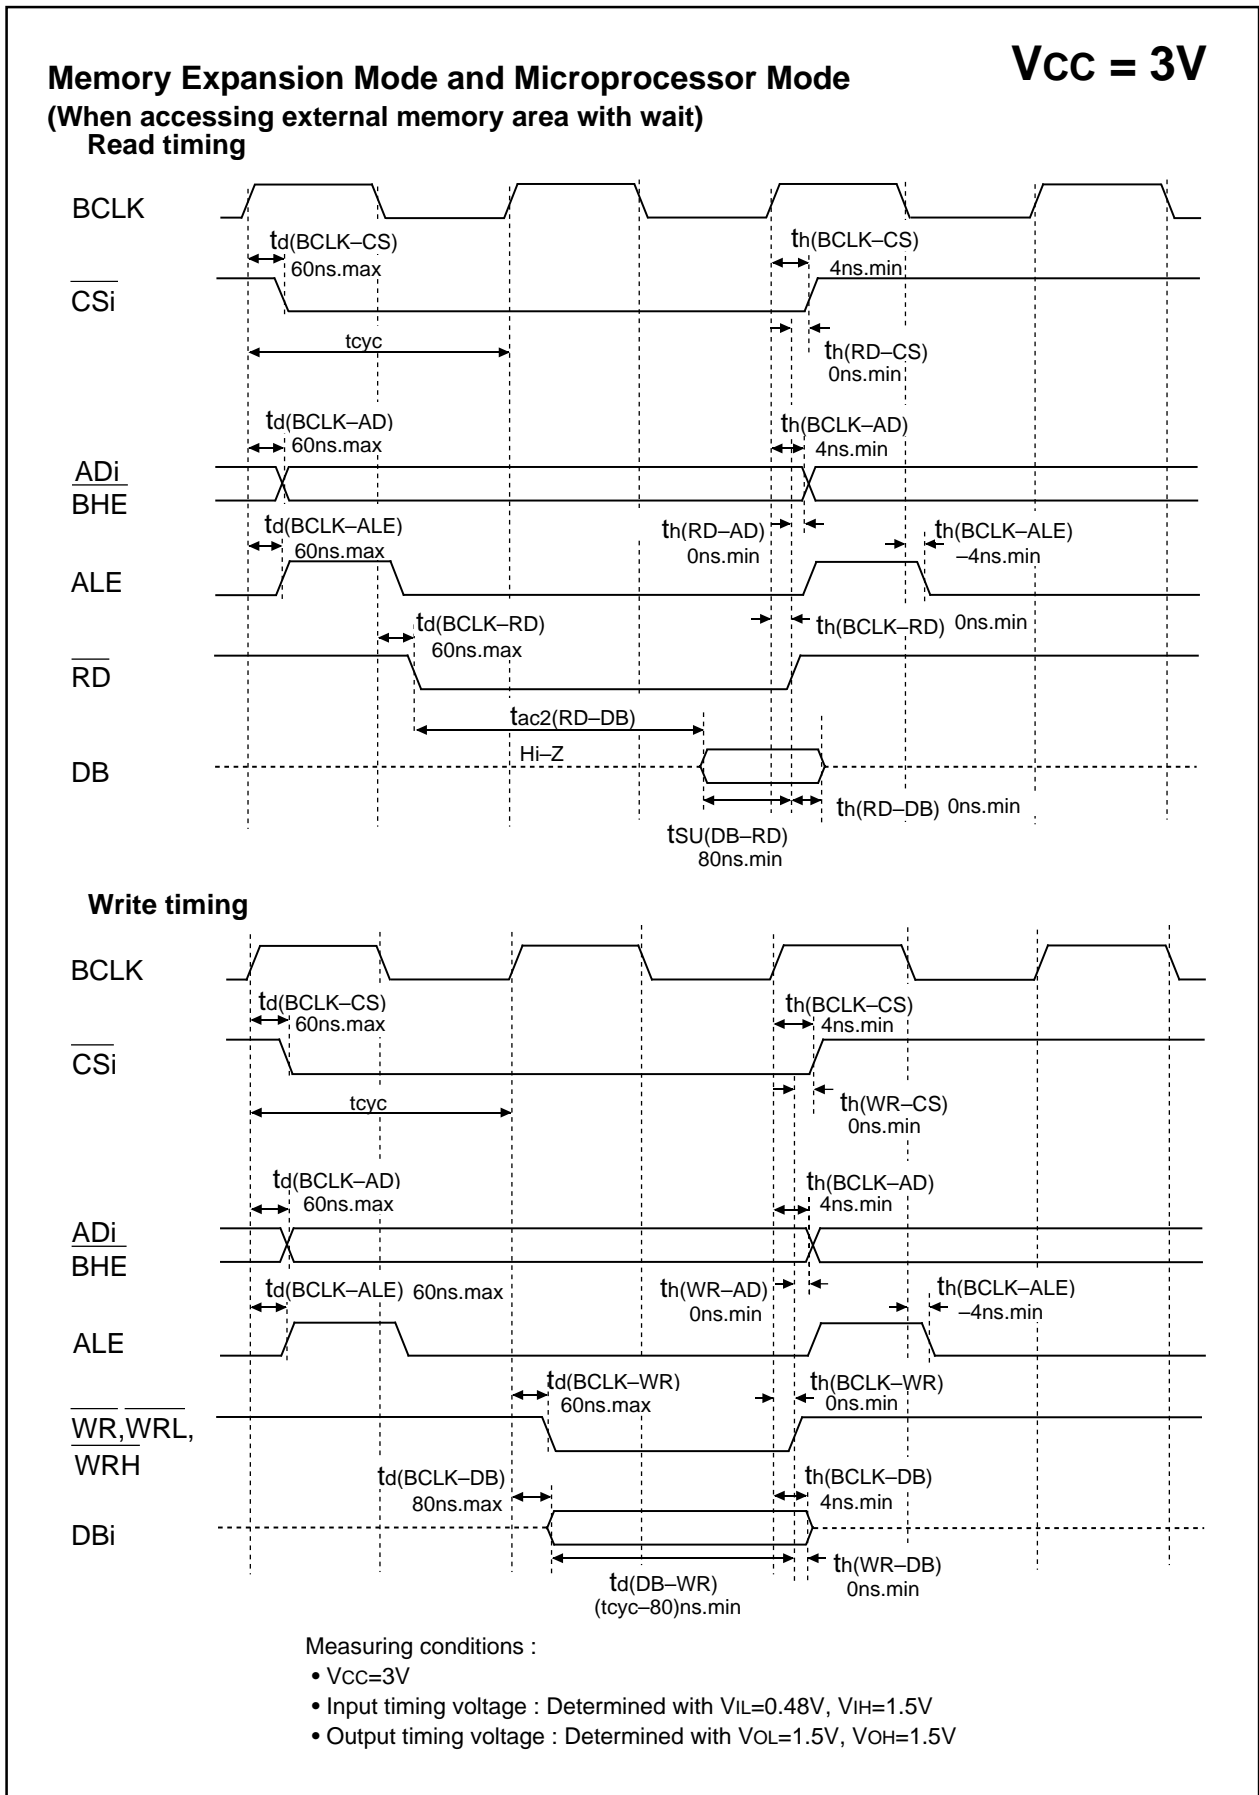 VCC = 3V
Memory Expansion Mode and Microprocessor Mode
(When accessing external memory area with wait)
Read timing
BCLK
td(BCLK–CS)
60ns.max
th(BCLK–CS)
4ns.min
CSi
tcyc
th(RD–CS)
0ns.min
td(BCLK–AD)
60ns.max
th(BCLK–AD)
4ns.min
ADi
BHE
td(BCLK–ALE)
60ns.max
th(RD–AD)
0ns.min
th(BCLK–ALE)
–4ns.min
ALE
td(BCLK–RD)
60ns.max
th(BCLK–RD) 0ns.min
RD
tac2(RD–DB)
Hi–Z
DB
th(RD–DB) 0ns.min
tSU(DB–RD)
80ns.min
Write timing
BCLK
td(BCLK–CS)
60ns.max
th(BCLK–CS)
4ns.min
CSi
tcyc
th(WR–CS)
0ns.min
td(BCLK–AD)
60ns.max
th(BCLK–AD)
4ns.min
ADi
BHE
td(BCLK–ALE) 60ns.max
th(WR–AD)
0ns.min
th(BCLK–ALE)
–4ns.min
ALE
td(BCLK–WR)
60ns.max
th(BCLK–WR)
0ns.min
WR,WRL,
WRH
td(BCLK–DB)
80ns.max
th(BCLK–DB)
4ns.min
DBi
td(DB–WR)
(tcyc–80)ns.min
th(WR–DB)
0ns.min
Measuring conditions :
• VCC=3V
• Input timing voltage : Determined with VIL=0.48V, VIH=1.5V
• Output timing voltage : Determined with VOL=1.5V, VOH=1.5V